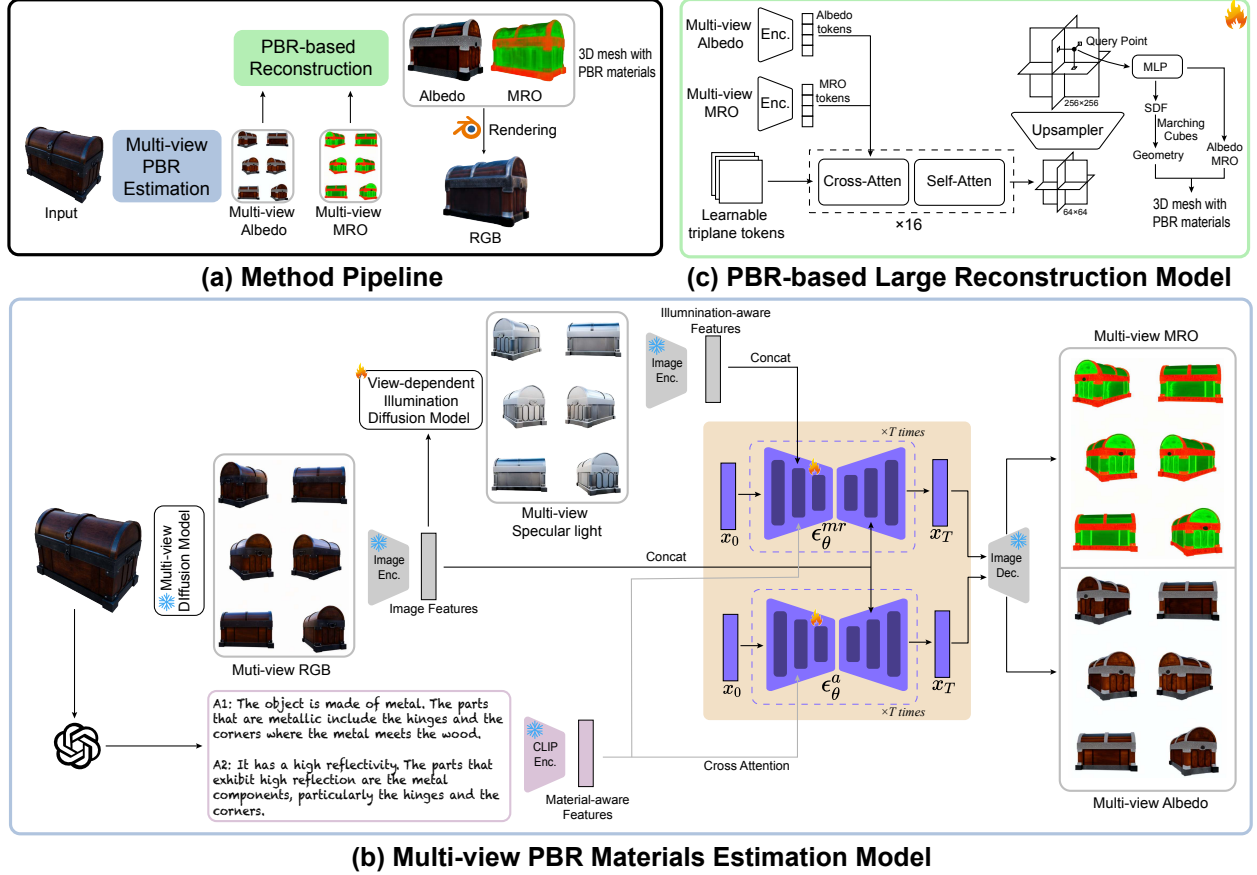 PBR-based
Reconstruction
Multi-view
PBR
Estimation
Input
Multi-view
Albedo
Multi-view
MRO
Albedo
MRO
3D mesh with
PBR materials
Rendering
RGB
(a) Method Pipeline
Multi-view
Albedo
Enc.
Albedo
tokens
Multi-view
MRO
Enc.
MRO
tokens
Learnable
triplane tokens
Cross-Atten
Self-Atten
×16
Query Point
256×256
Upsampler
64×64
MLP
SDF
Marching
Cubes
Geometry
Albedo
MRO
3D mesh with
PBR materials
(c) PBR-based Large Reconstruction Model
Multi-view
DIffusion Model
Muti-view RGB
Image
Enc.
Image Features
View-dependent
Illumination
Diffusion Model
Multi-view
Specular light
Illumnination-aware
Features
Image
Enc.
Concat
Concat
×T times
x₀
ϵ_θ^{mr}
x_T
x₀
ϵ_θ^{a}
x_T
×T times
Image
Dec.
Multi-view MRO
Multi-view Albedo
A1: The object is made of metal. The parts
that are metallic include the hinges and the
corners where the metal meets the wood.
A2: It has a high reflectivity. The parts that
exhibit high reflection are the metal
components, particularly the hinges and the
corners.
CLIP
Enc.
Material-aware
Features
Cross Attention
(b) Multi-view PBR Materials Estimation Model